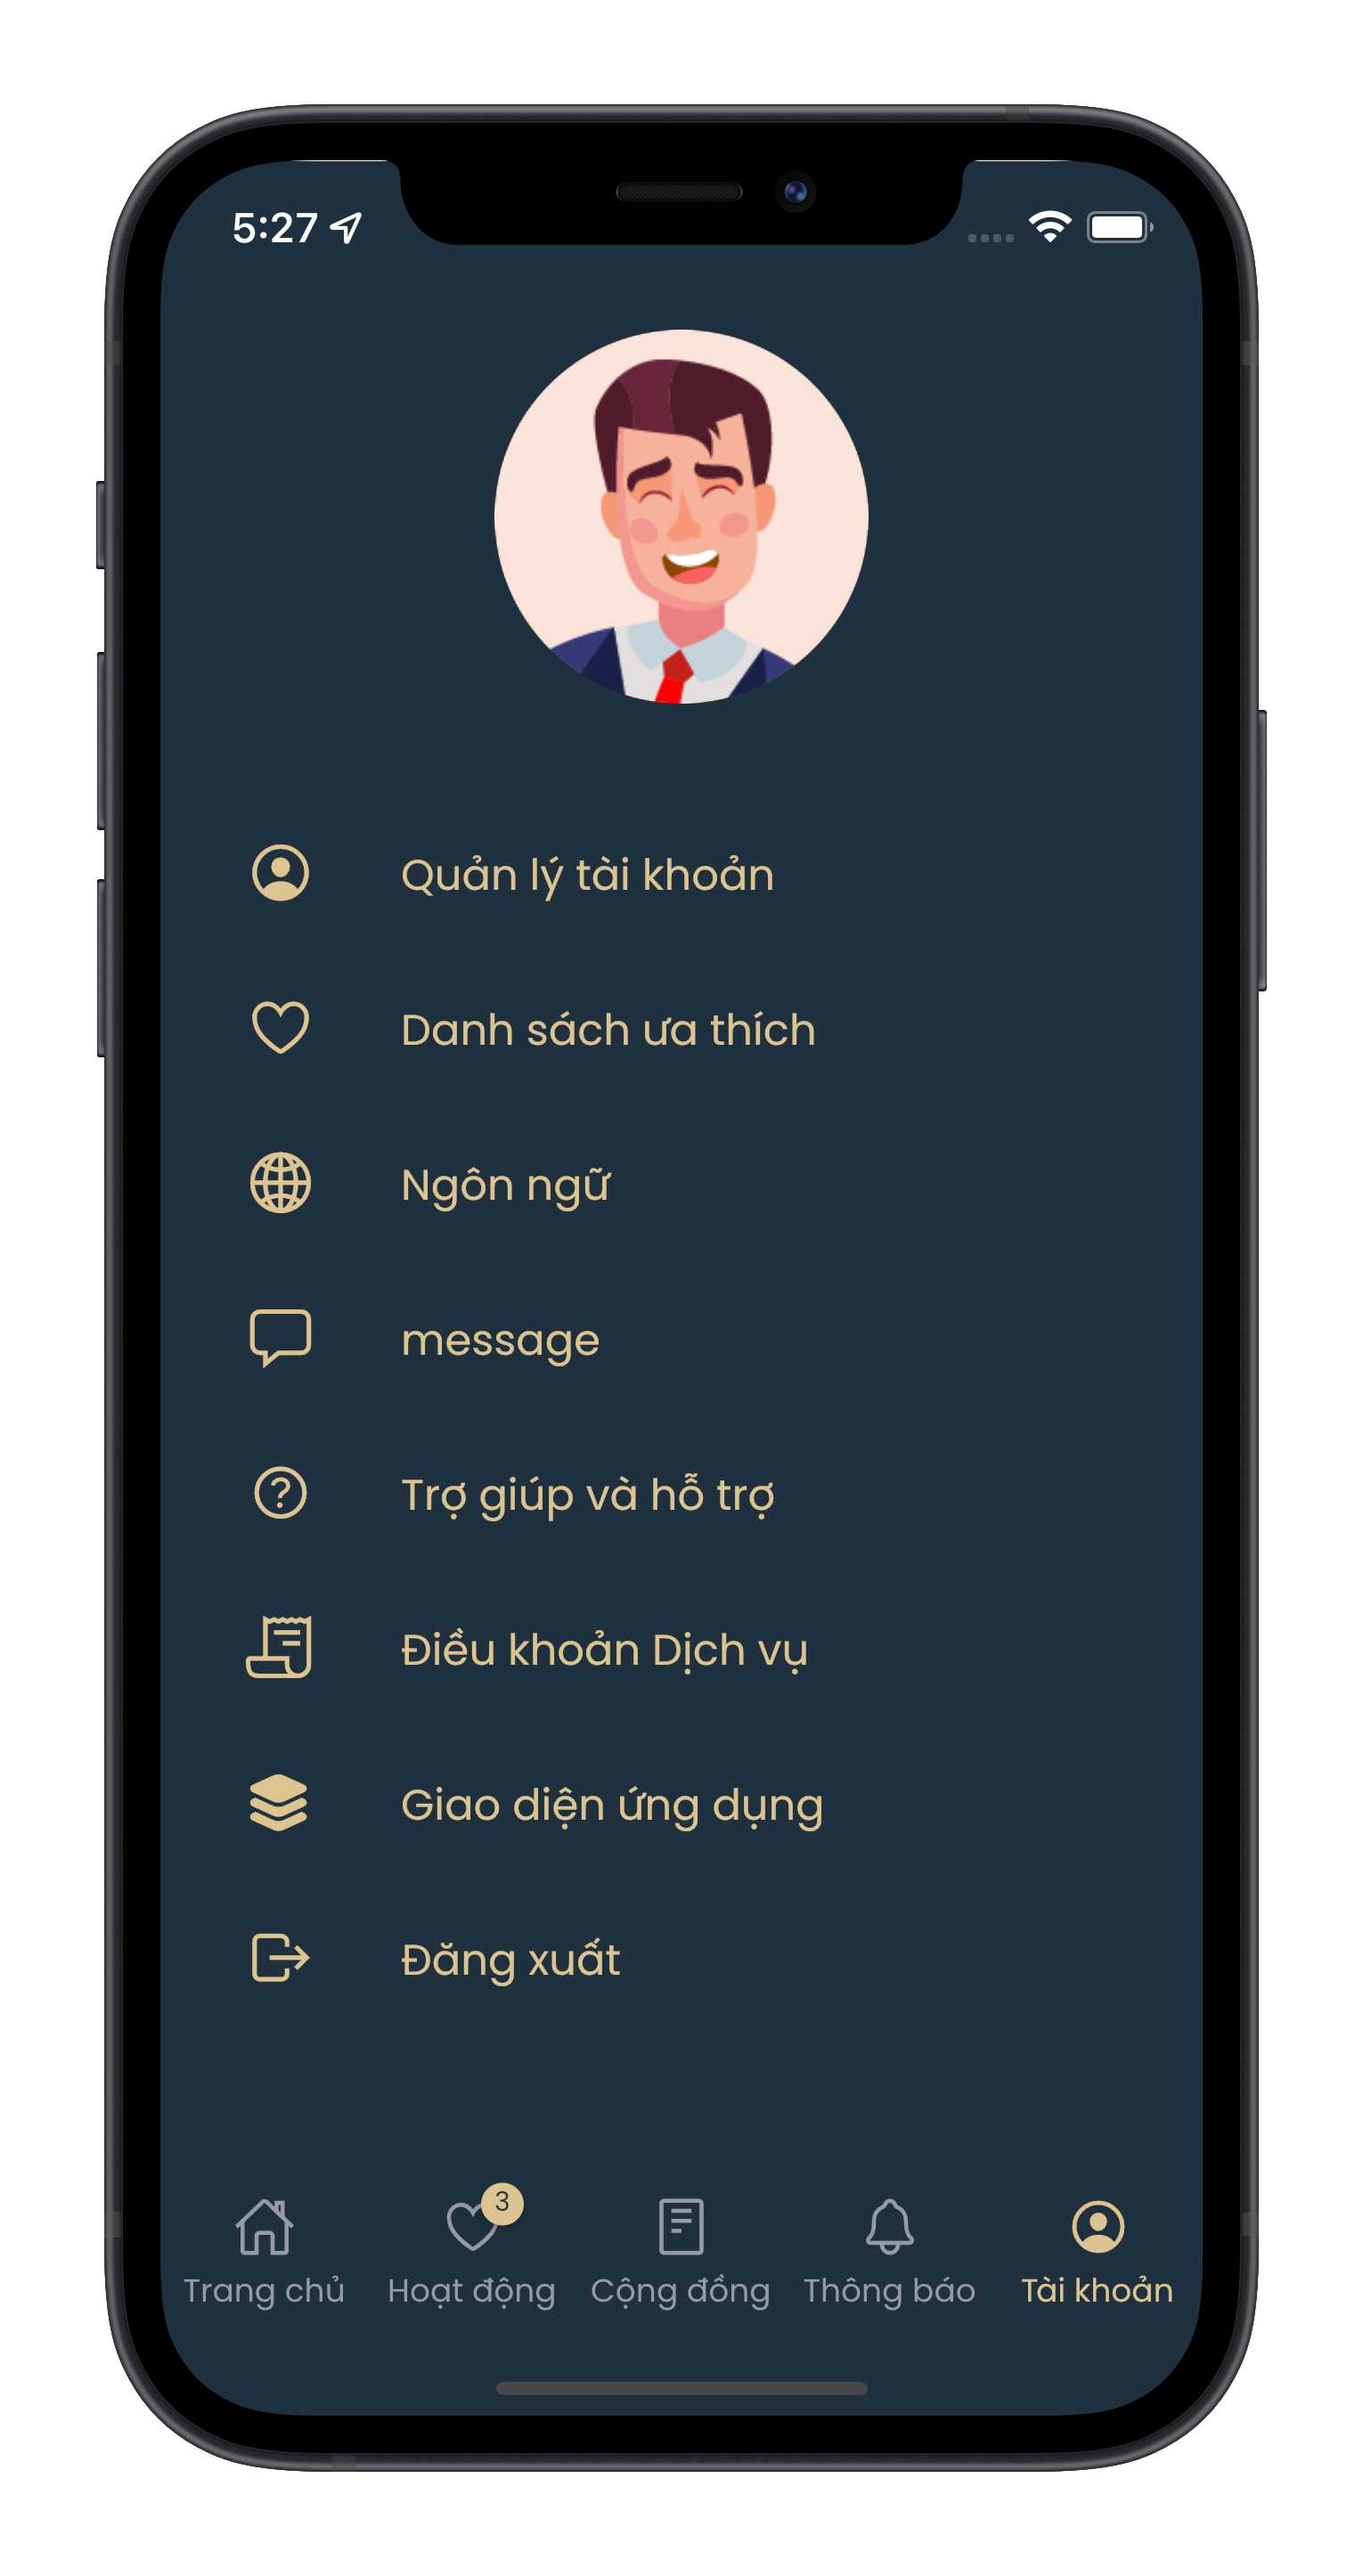 5:27
Quản lý tài khoản
Danh sách ưa thích
Ngôn ngữ
message
Trợ giúp và hỗ trợ
Điều khoản Dịch vụ
Giao diện ứng dụng
Đăng xuất
3
Trang chủ Hoạt động Cộng đồng Thông báo Tài khoản